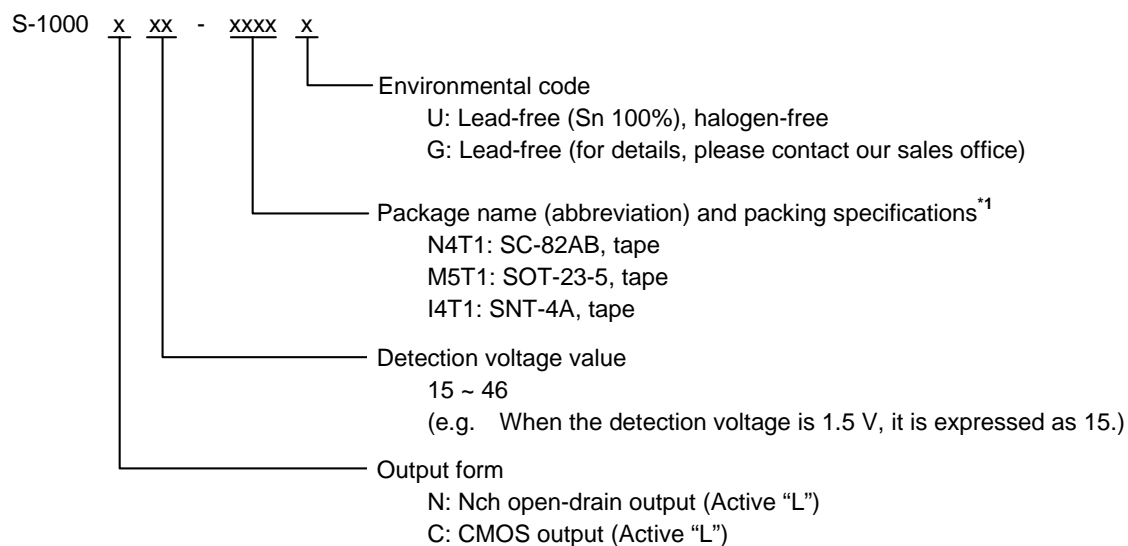 S-1000 x xx - xxxx x
Environmental code
U: Lead-free (Sn 100%), halogen-free
G: Lead-free (for details, please contact our sales office)
Package name (abbreviation) and packing specifications*1
N4T1: SC-82AB, tape
M5T1: SOT-23-5, tape
I4T1: SNT-4A, tape
Detection voltage value
15 ~ 46
(e.g. When the detection voltage is 1.5 V, it is expressed as 15.)
Output form
N: Nch open-drain output (Active “L”)
C: CMOS output (Active “L”)